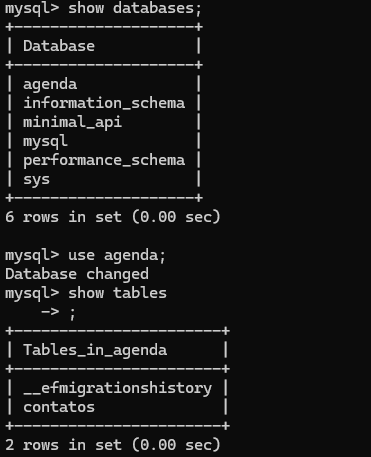 mysql> show databases;
+--------------------+
| Database           |
+--------------------+
| agenda             |
| information_schema |
| minimal_api        |
| mysql              |
| performance_schema |
| sys                |
+--------------------+
6 rows in set (0.00 sec)

mysql> use agenda;
Database changed
mysql> show tables
    -> ;
+-----------------------+
| Tables_in_agenda      |
+-----------------------+
| __efmigrationshistory |
| contatos              |
+-----------------------+
2 rows in set (0.00 sec)